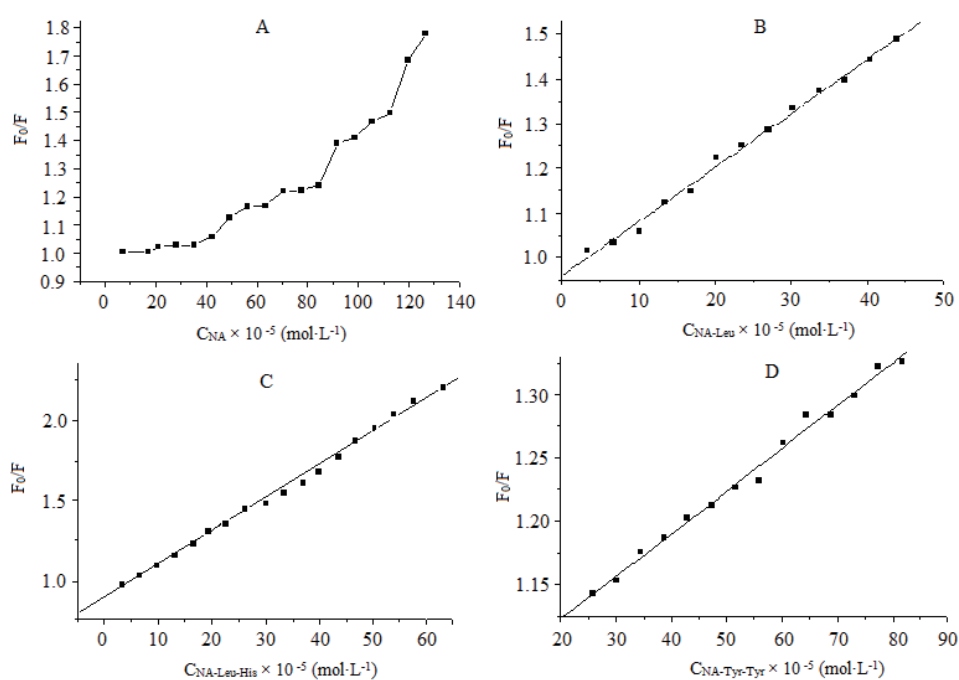 A
F₀/F
1.8
1.7
1.6
1.5
1.4
1.3
1.2
1.1
1.0
0.9
0 20 40 60 80 100 120 140
C_NA × 10⁻⁵ (mol·L⁻¹)
B
F₀/F
1.5
1.4
1.3
1.2
1.1
1.0
0 10 20 30 40 50
C_NA-Leu × 10⁻⁵ (mol·L⁻¹)
C
F₀/F
2.0
1.5
1.0
0 10 20 30 40 50 60
C_NA-Leu-His × 10⁻⁵ (mol·L⁻¹)
D
F₀/F
1.30
1.25
1.20
1.15
20 30 40 50 60 70 80 90
C_NA-Tyr-Tyr × 10⁻⁵ (mol·L⁻¹)